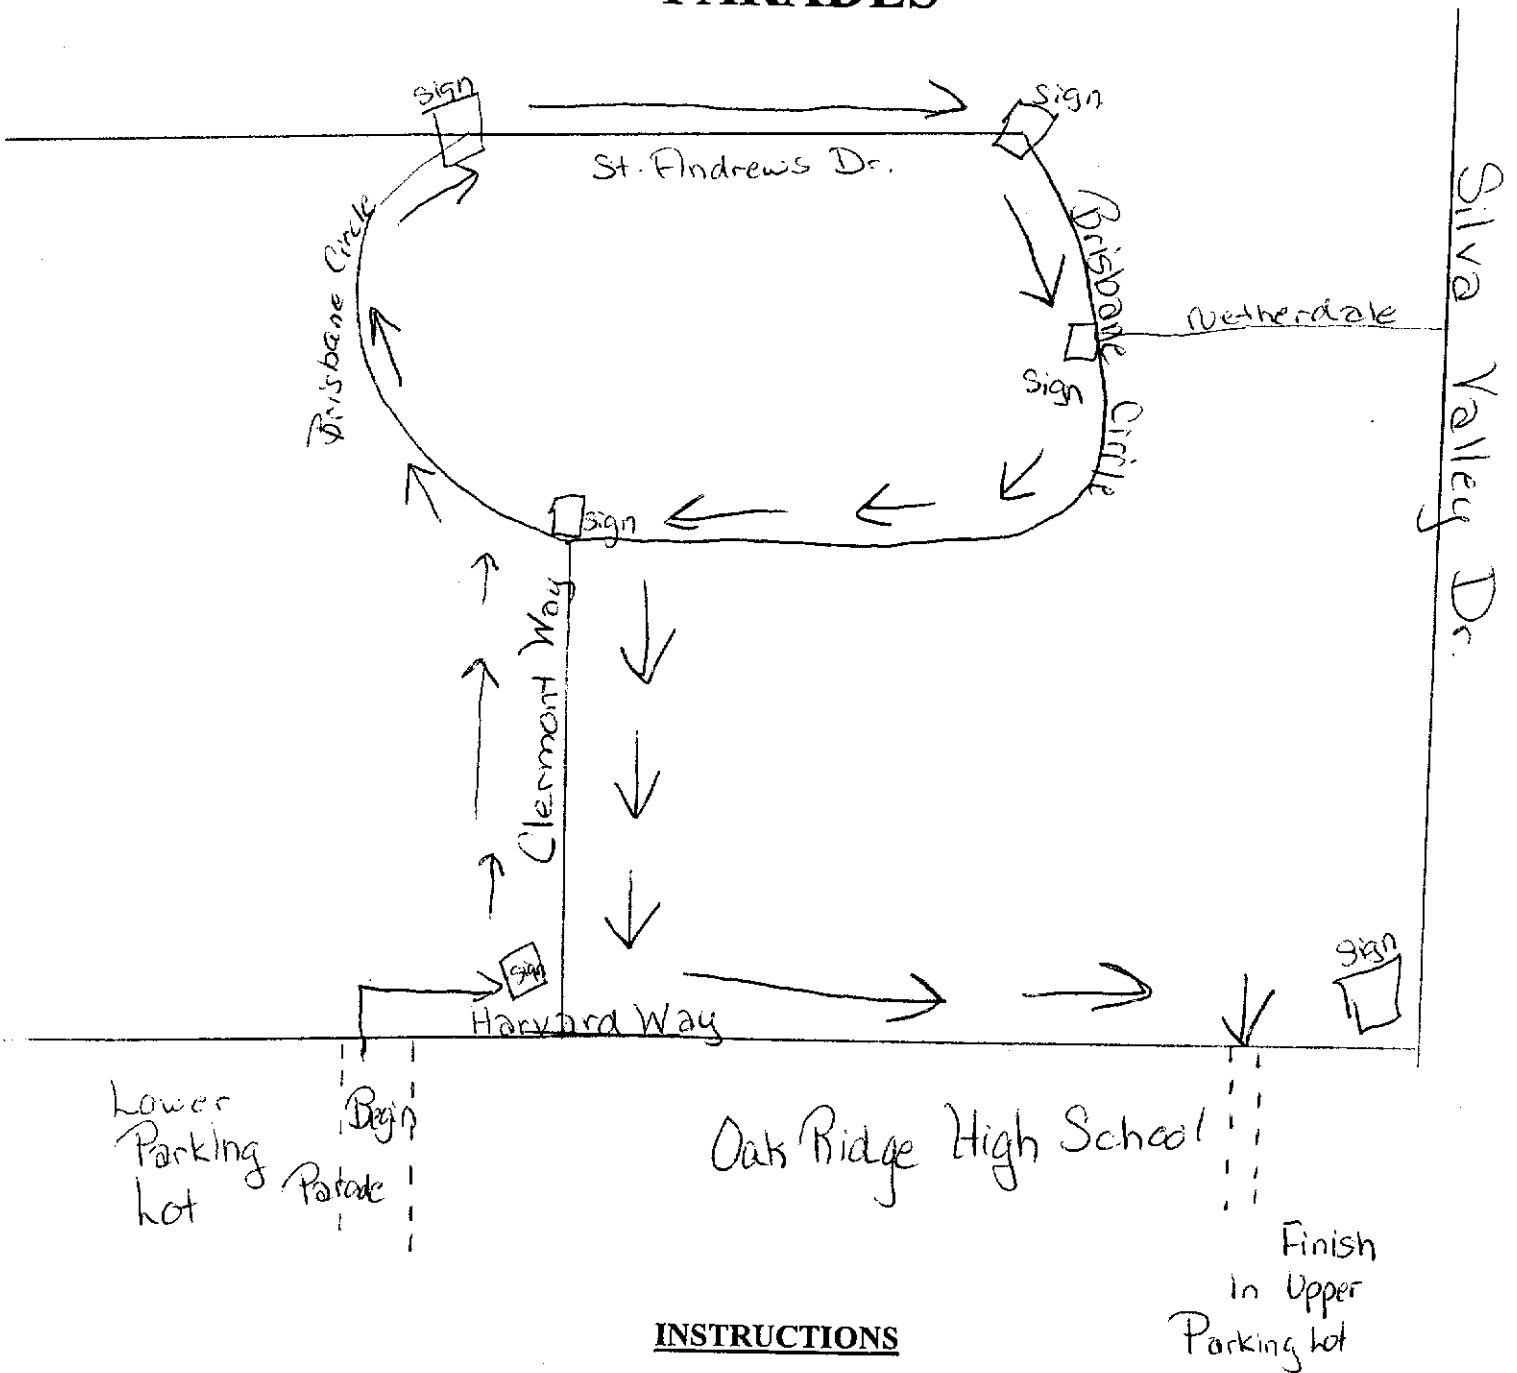 PARADES
sign
sign
St. Andrews Dr.
Brisbane Circle
Brisbane Circle
Netherdale
Silva Valley Dr.
sign
sign
Clermont Way
sign
sign
Harvard Way
Lower
Parking
Lot
Begin
Parade
Oak Ridge High School
Finish
In Upper
Parking Lot
INSTRUCTIONS